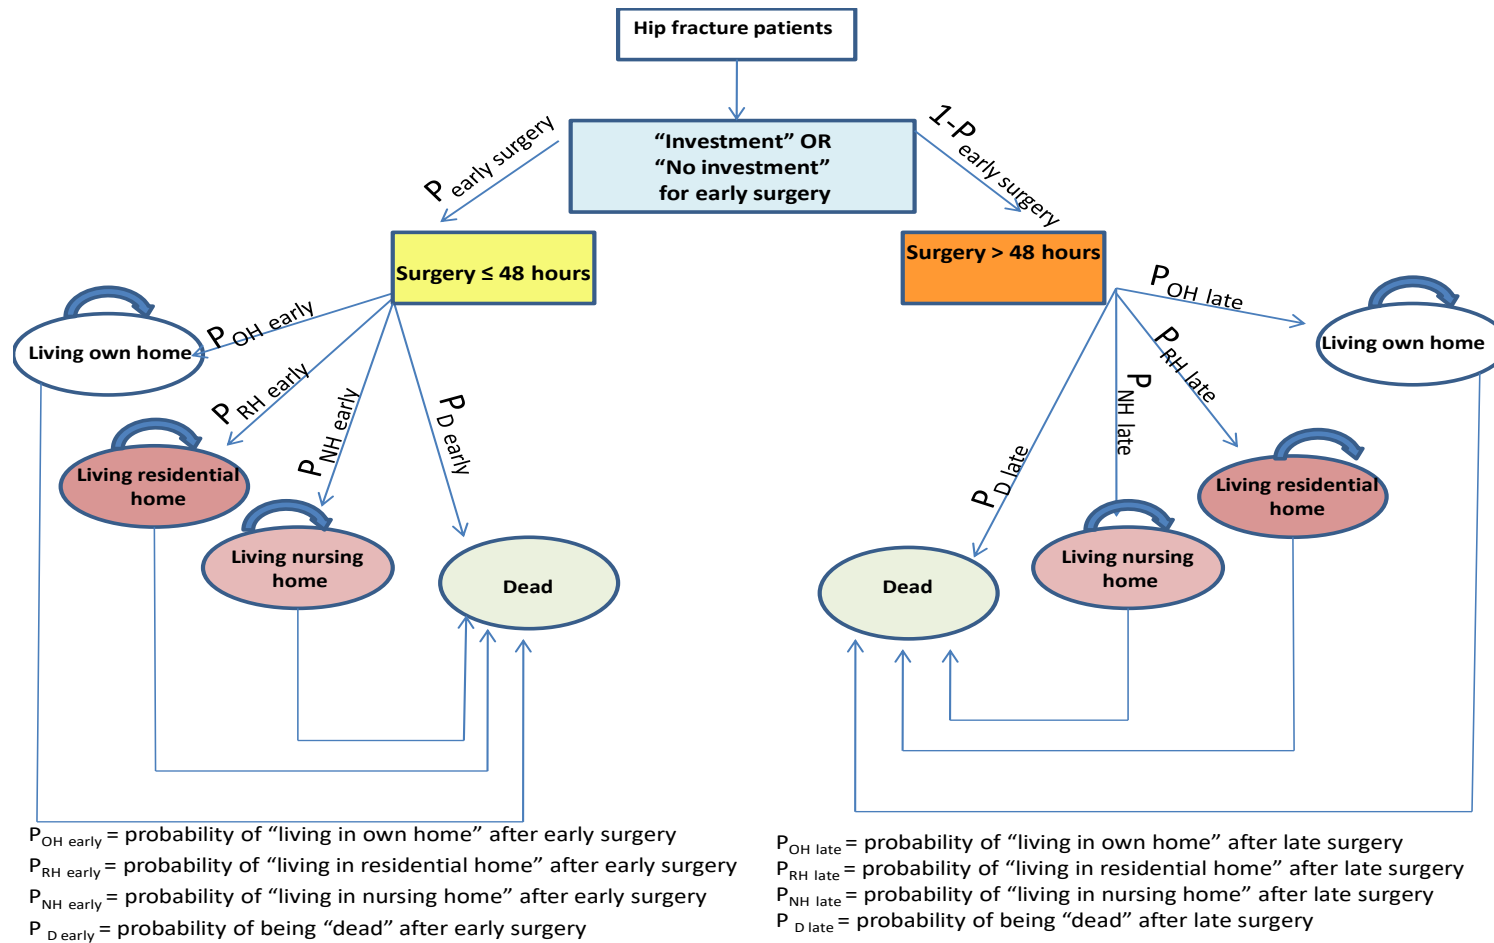 Hip fracture patients
“Investment” OR
“No investment”
for early surgery
P early surgery
1-P early surgery
Surgery ≤ 48 hours
Surgery > 48 hours
P OH early
P RH early
P NH early
P D early
P OH late
P RH late
P NH late
P D late
Living own home
Living residential
home
Living nursing
home
Dead
Dead
Living nursing
home
Living residential
home
Living own home
P OH early = probability of “living in own home” after early surgery
P RH early = probability of “living in residential home” after early surgery
P NH early = probability of “living in nursing home” after early surgery
P D early = probability of being “dead” after early surgery
P OH late = probability of “living in own home” after late surgery
P RH late = probability of “living in residential home” after late surgery
P NH late = probability of “living in nursing home” after late surgery
P D late = probability of being “dead” after late surgery